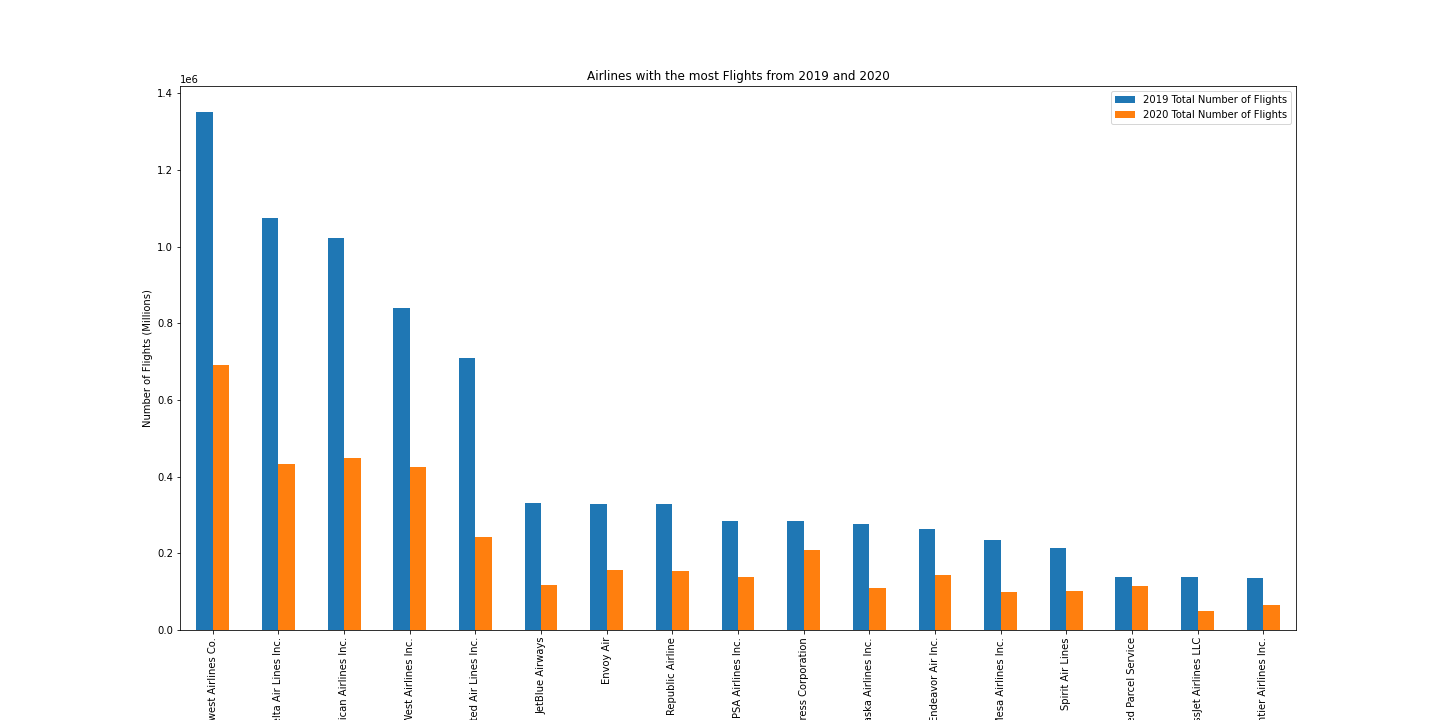 Airlines with the most Flights from 2019 and 2020
1e6
1.4
1.2
1.0
0.8
0.6
0.4
0.2
0.0
Number of Flights (Millions)
2019 Total Number of Flights
2020 Total Number of Flights
west Airlines Co.
elta Air Lines Inc.
ican Airlines Inc.
West Airlines Inc.
ted Air Lines Inc.
JetBlue Airways
Envoy Air
Republic Airline
PSA Airlines Inc.
ress Corporation
aska Airlines Inc.
Endeavor Air Inc.
Mesa Airlines Inc.
Spirit Air Lines
ed Parcel Service
ssJet Airlines LLC
ntier Airlines Inc.